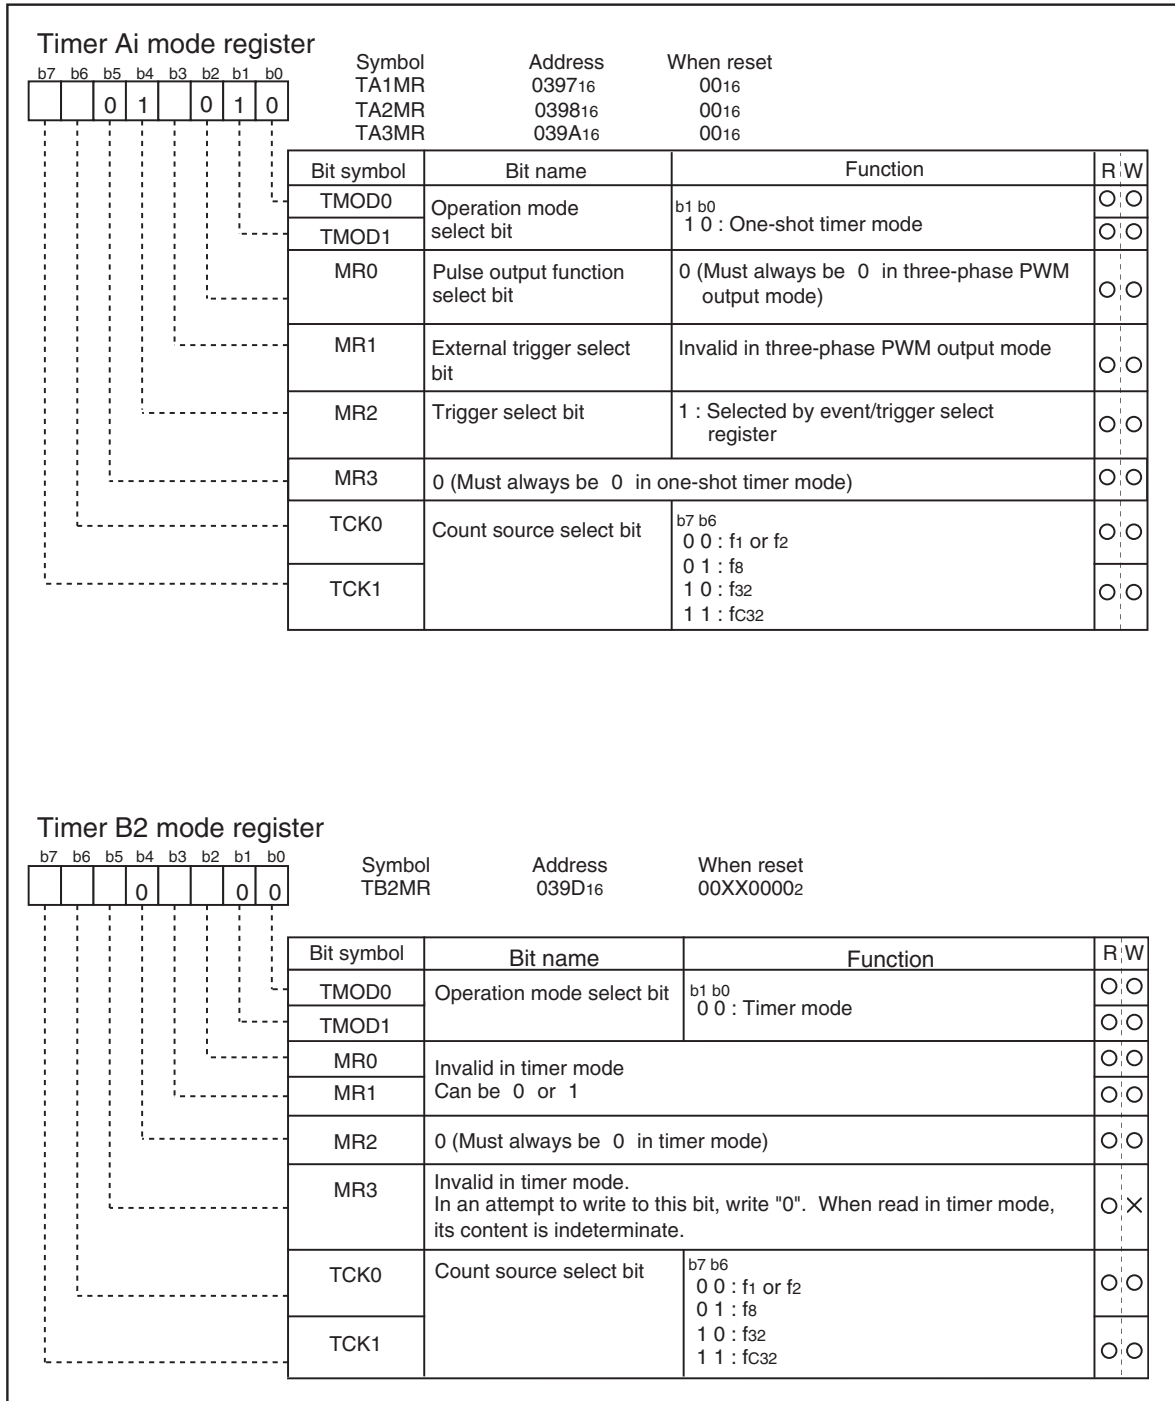 Timer Ai mode register
Symbol Address When reset
b7 b6 b5 b4 b3 b2 b1 b0
TA1MR 039716 0016
0 1 0 1 0
TA2MR 039816 0016
TA3MR 039A16 0016
Bit symbol Bit name Function R W
TMOD0 Operation mode select bit b1 b0
TMOD1 1 0 : One-shot timer mode
MR0 Pulse output function select bit 0 (Must always be 0 in three-phase PWM
output mode)
MR1 External trigger select bit Invalid in three-phase PWM output mode
MR2 Trigger select bit 1 : Selected by event/trigger select
register
MR3 0 (Must always be 0 in one-shot timer mode)
TCK0 Count source select bit b7 b6
0 0 : f1 or f2
0 1 : f8
TCK1 1 0 : f32
1 1 : fC32
Timer B2 mode register
b7 b6 b5 b4 b3 b2 b1 b0
Symbol Address When reset
0 0 0
TB2MR 039D16 00XX00002
Bit symbol Bit name Function R W
TMOD0 Operation mode select bit b1 b0
0 0 : Timer mode
TMOD1
MR0 Invalid in timer mode
MR1 Can be 0 or 1
MR2 0 (Must always be 0 in timer mode)
MR3 Invalid in timer mode.
In an attempt to write to this bit, write "0". When read in timer mode,
its content is indeterminate.
TCK0 Count source select bit b7 b6
0 0 : f1 or f2
0 1 : f8
TCK1 1 0 : f32
1 1 : fC32